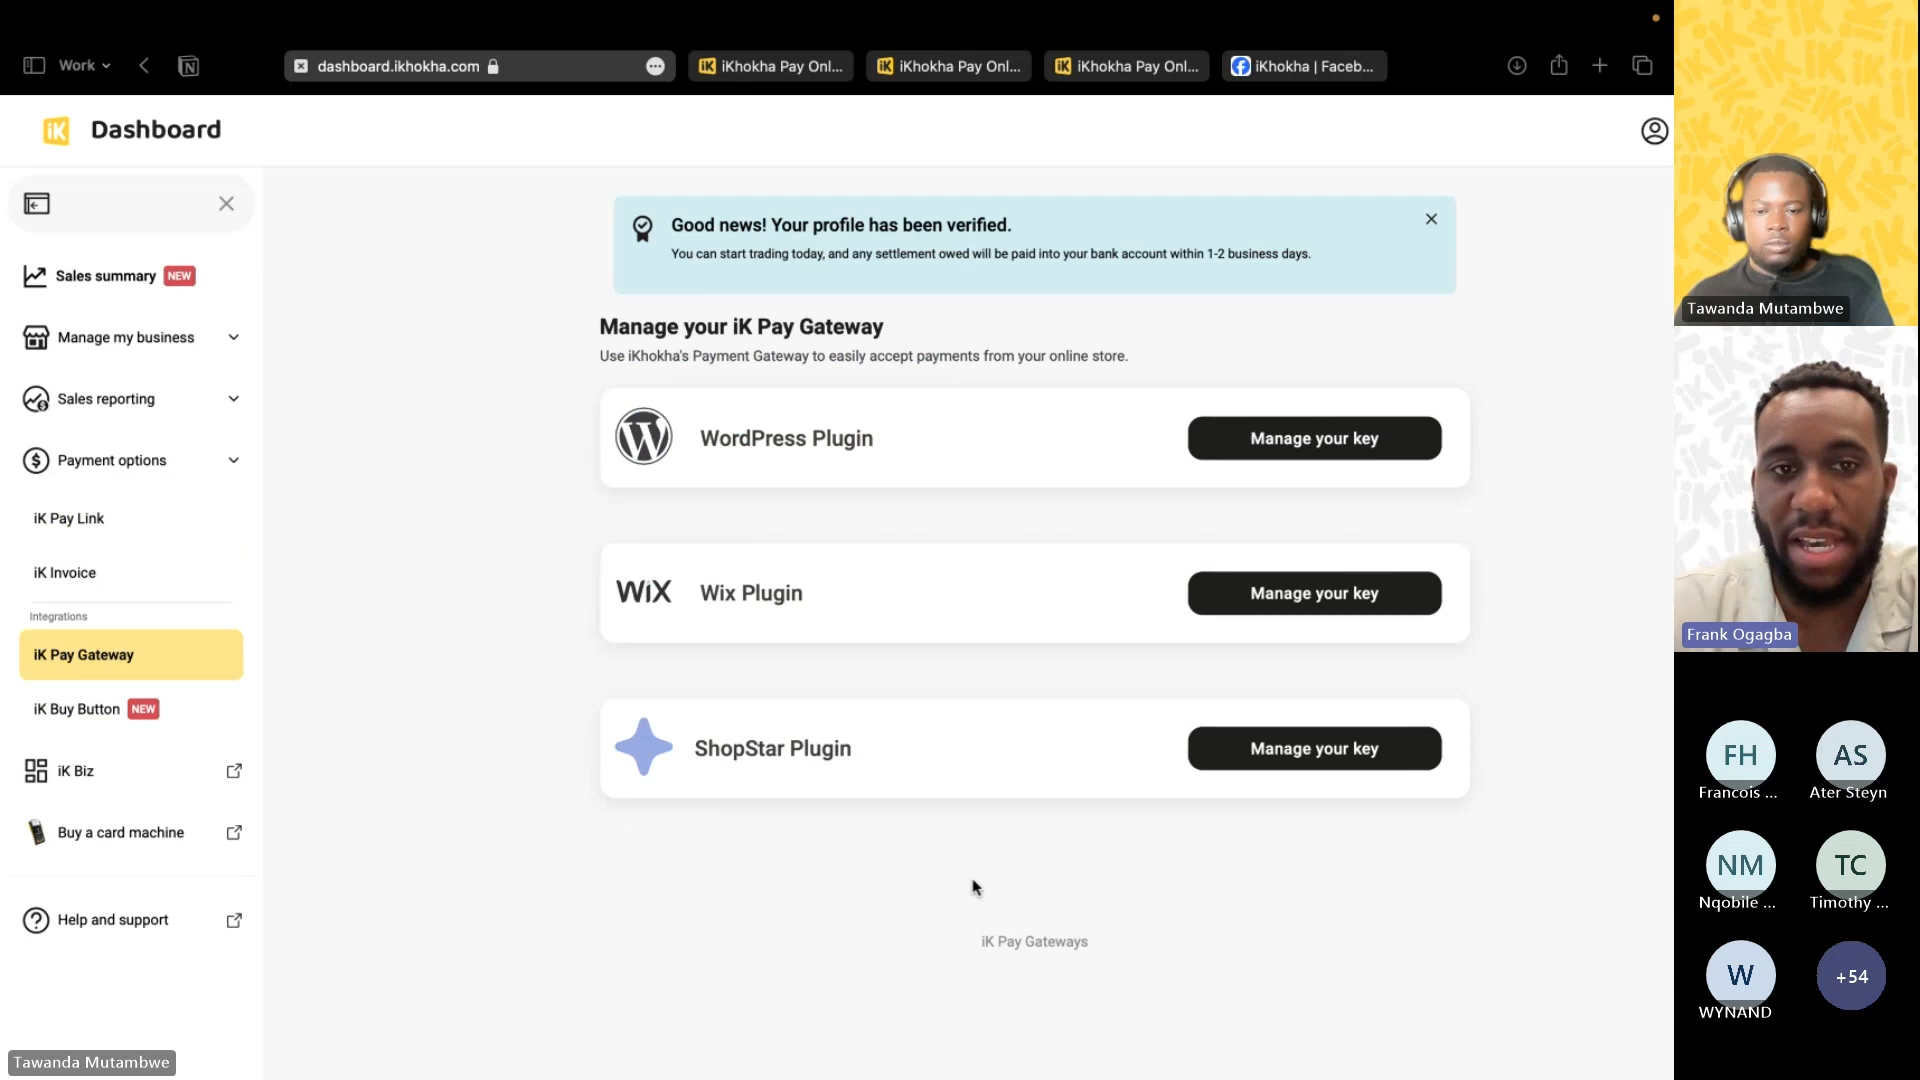 Work
dashboard.ikhokha.com
iK iKhokha Pay Onl...
iK iKhokha Pay Onl...
iK iKhokha Pay Onl...
iKhokha | Faceb...
iK Dashboard
Good news! Your profile has been verified.
You can start trading today, and any settlement owed will be paid into your bank account within 1-2 business days.
Sales summary NEW
Manage my business
Sales reporting
Payment options
iK Pay Link
iK Invoice
Integrations
iK Pay Gateway
iK Buy Button NEW
iK Biz
Buy a card machine
Help and support
Manage your iK Pay Gateway
Use iKhokha's Payment Gateway to easily accept payments from your online store.
WordPress Plugin
Manage your key
WiX Wix Plugin
Manage your key
ShopStar Plugin
Manage your key
iK Pay Gateways
Tawanda Mutambwe
Tawanda Mutambwe
Frank Ogagba
FH
Francois ...
AS
Ater Steyn
NM
Nqobile ...
TC
Timothy ...
W
WYNAND
+54